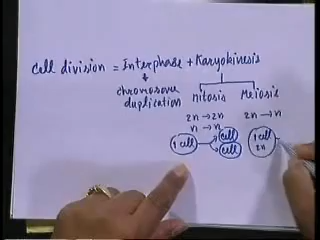 cell division = Interphase + Karyokinesis
+
chromosome duplication
Mitosis Meiosis
2n → 2n 2n → n
n → n
1 cell cell 1 cell
cell 2n